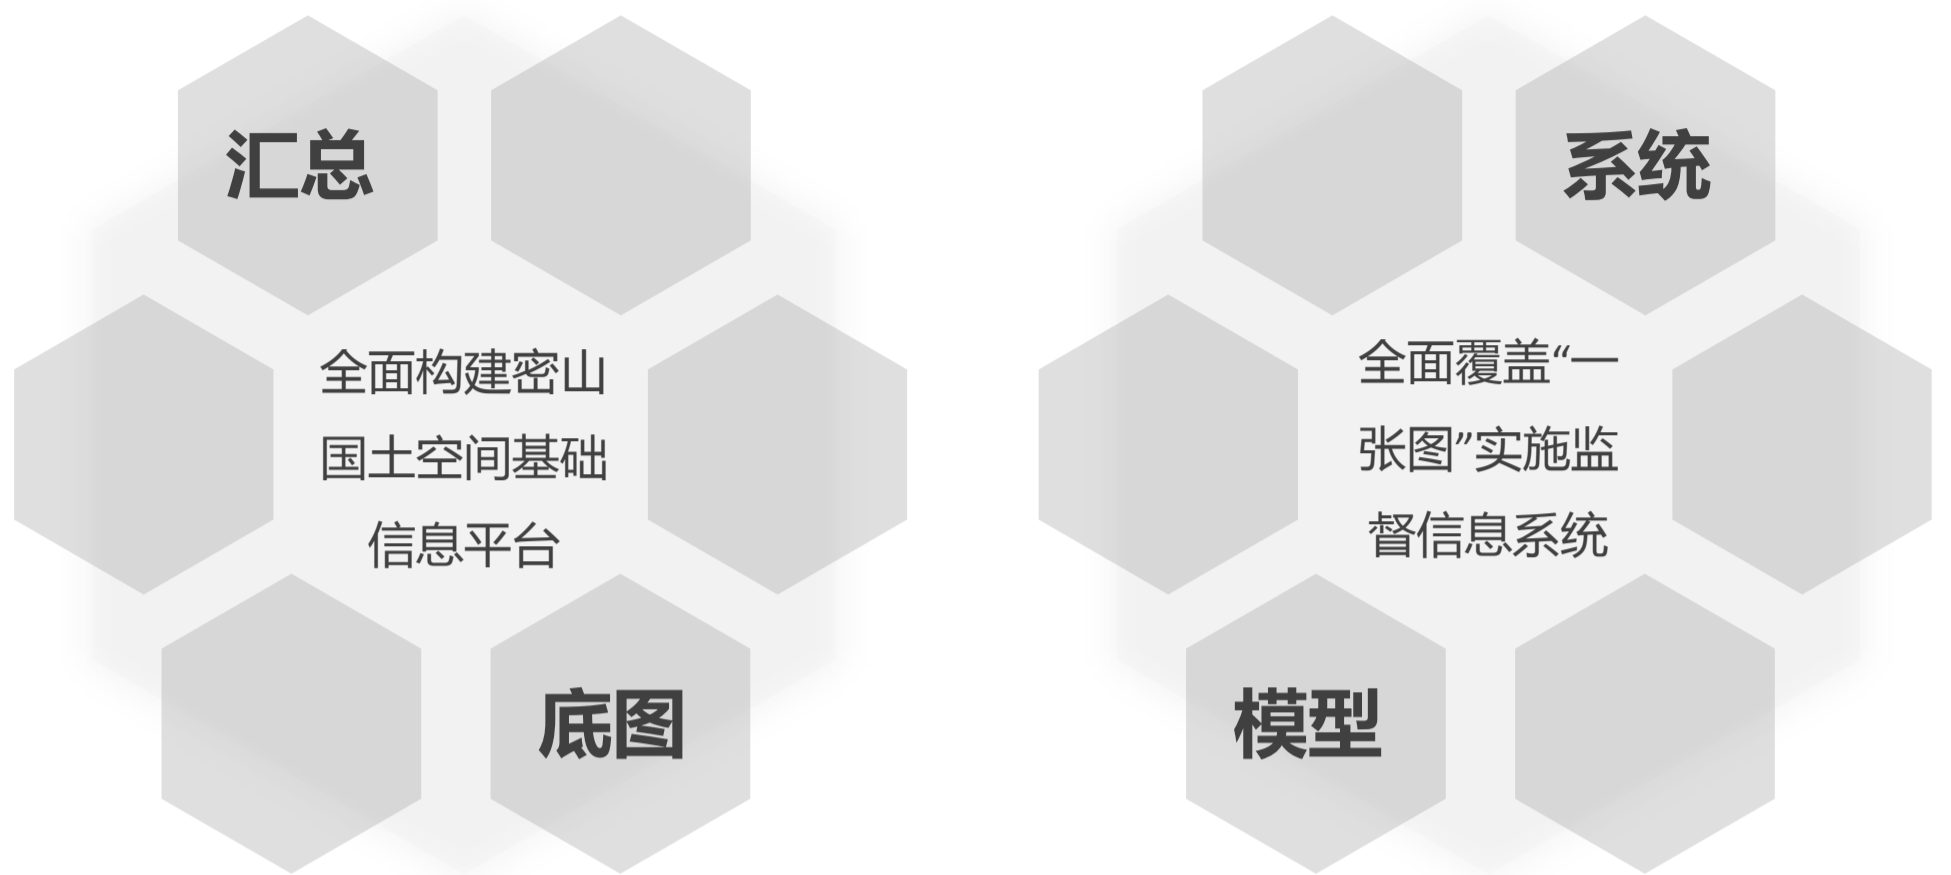 汇总
全面构建密山
国土空间基础
信息平台
底图
系统
全面覆盖“一
张图”实施监
督信息系统
模型